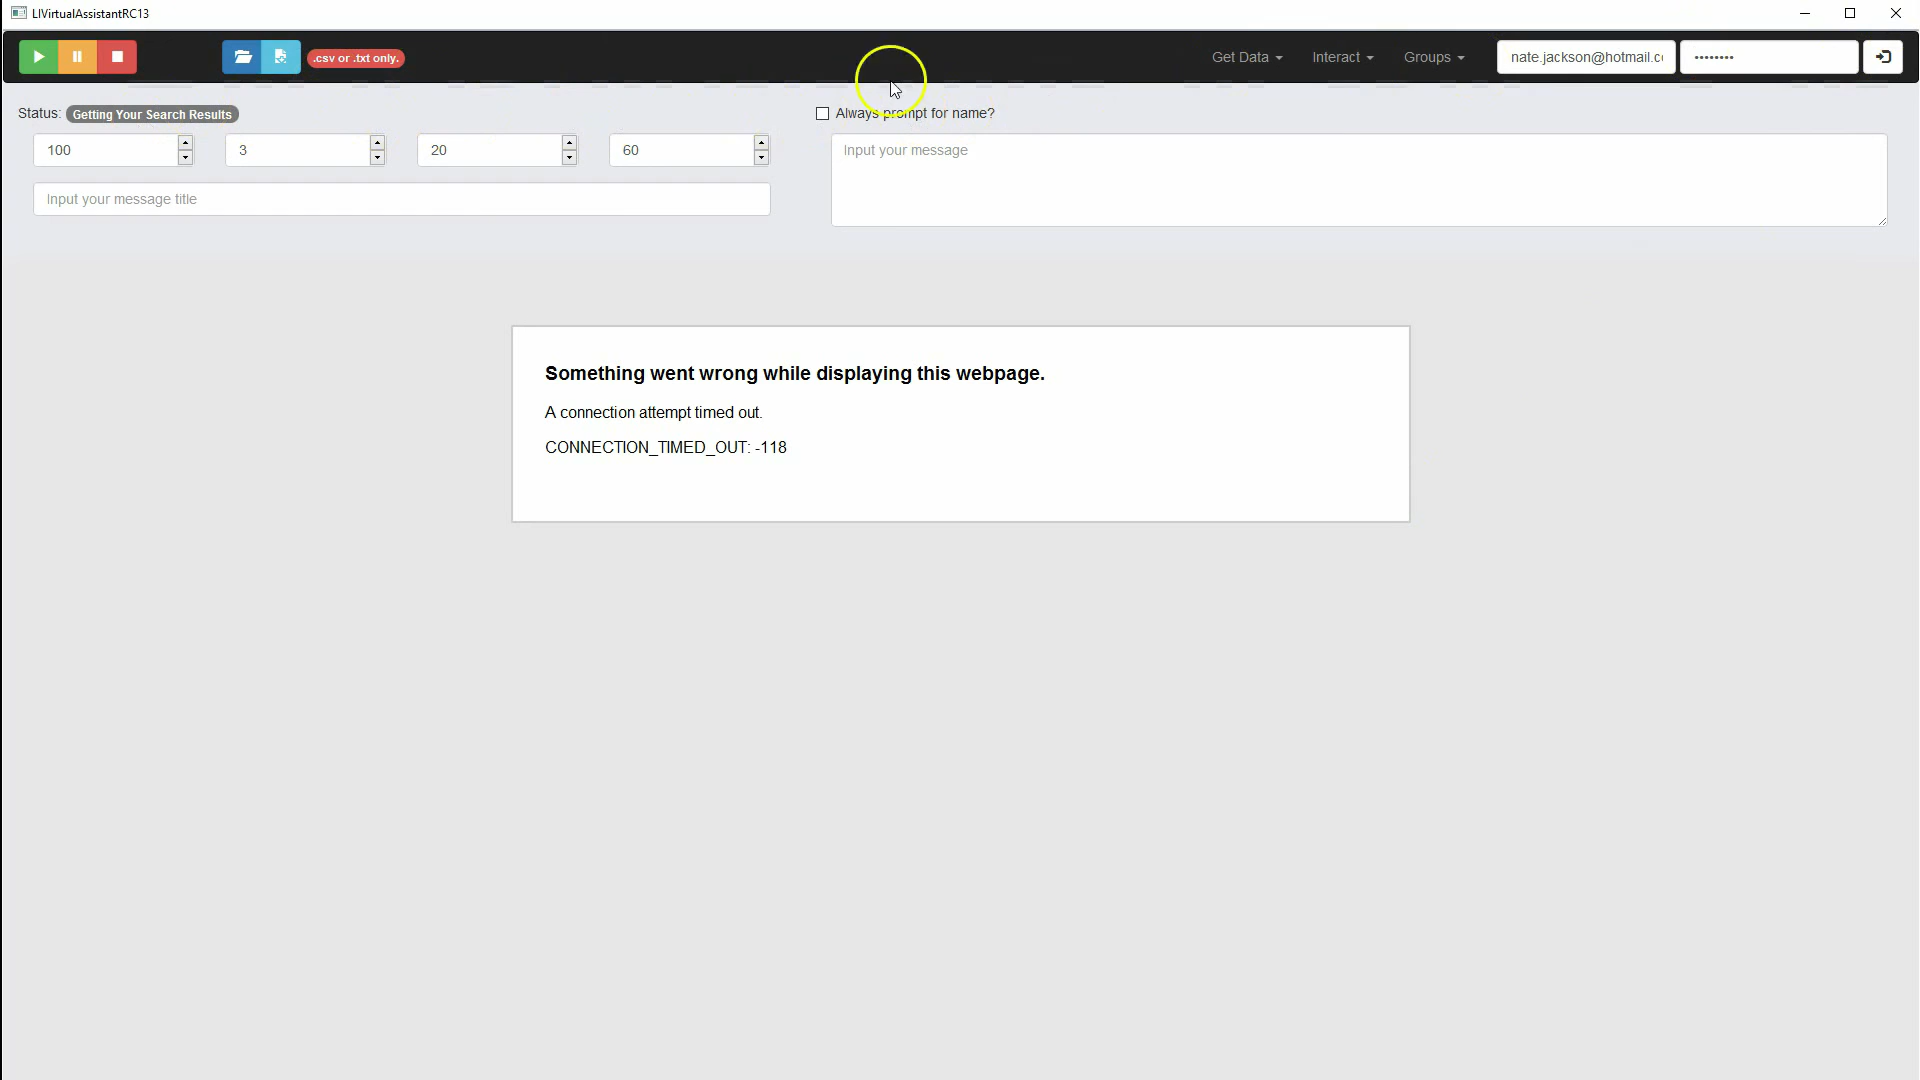 LIVirtualAssistantRC13
.csv or .txt only.
Get Data
Interact
Groups
nate.jackson@hotmail.c
••••••••
Status: Getting Your Search Results
Always prompt for name?
100
3
20
60
Input your message
Input your message title
Something went wrong while displaying this webpage.
A connection attempt timed out.
CONNECTION_TIMED_OUT: -118